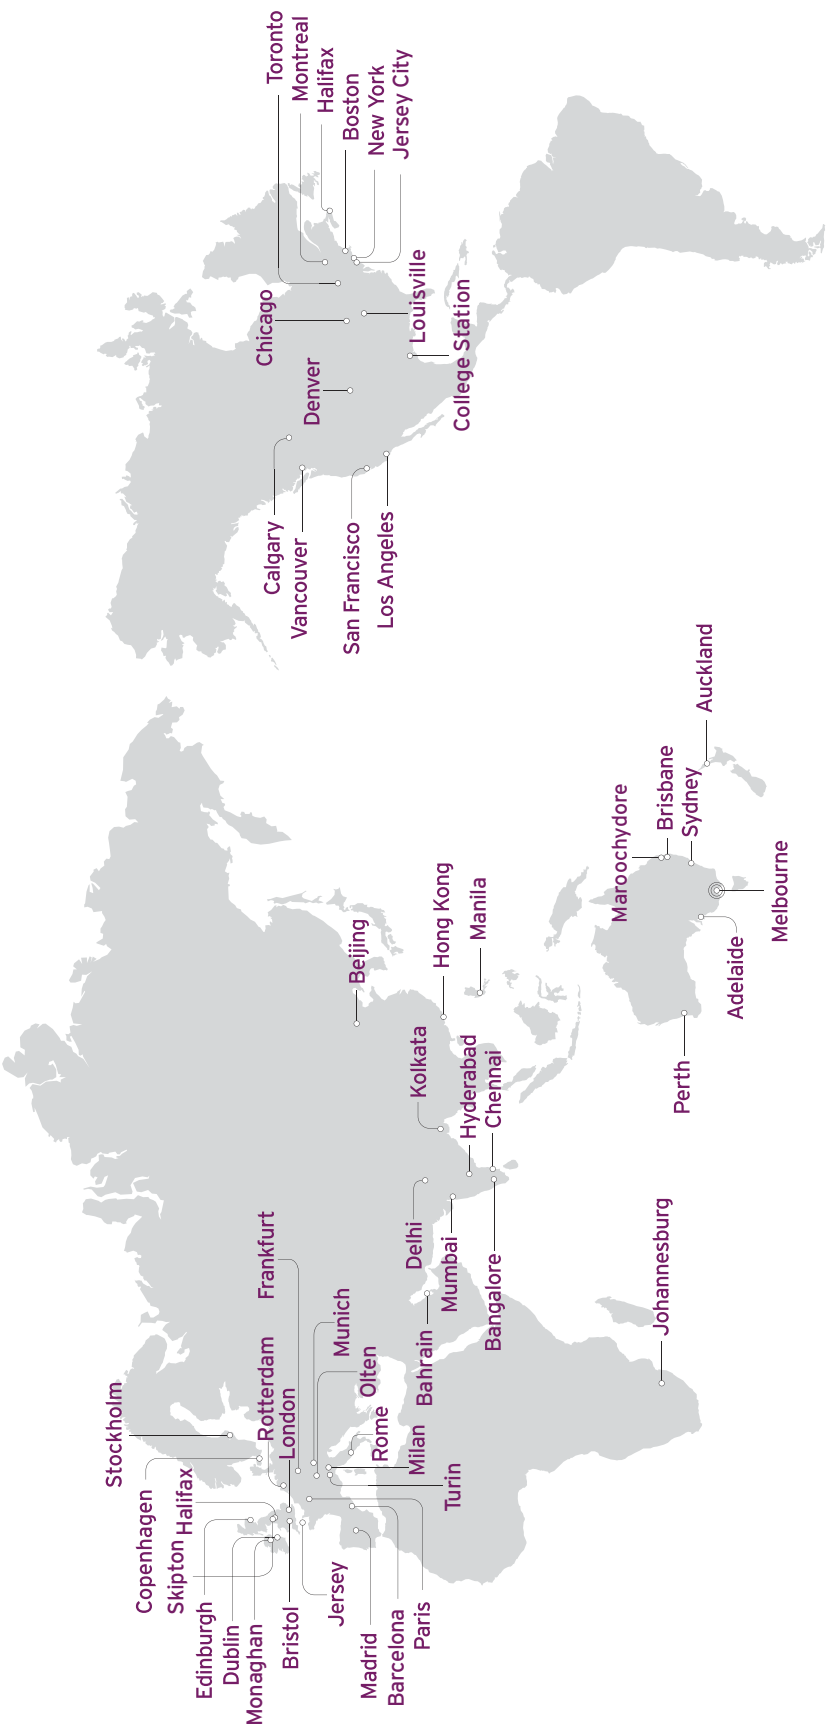 Toronto
Montreal
Halifax
Boston
New York
Jersey City
Chicago
Louisville
College Station
Denver
Calgary
Vancouver
San Francisco
Los Angeles
Auckland
Maroochydore
Brisbane
Sydney
Melbourne
Adelaide
Perth
Beijing
Hong Kong
Manila
Kolkata
Hyderabad
Chennai
Delhi
Mumbai
Bangalore
Bahrain
Johannesburg
Frankfurt
Munich
Olten
Rotterdam
London
Rome
Milan
Turin
Stockholm
Copenhagen
Halifax
Skipton
Edinburgh
Dublin
Monaghan
Bristol
Jersey
Madrid
Barcelona
Paris